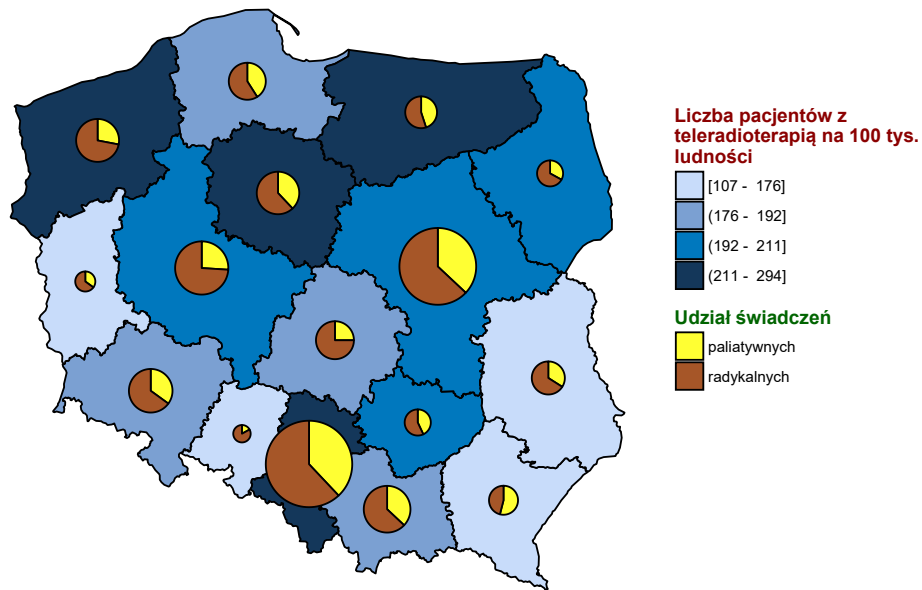 Liczba pacjentów z
teleradioterapią na 100 tys.
ludności
[107 - 176]
(176 - 192]
(192 - 211]
(211 - 294]
Udział świadczeń
paliatywnych
radykalnych